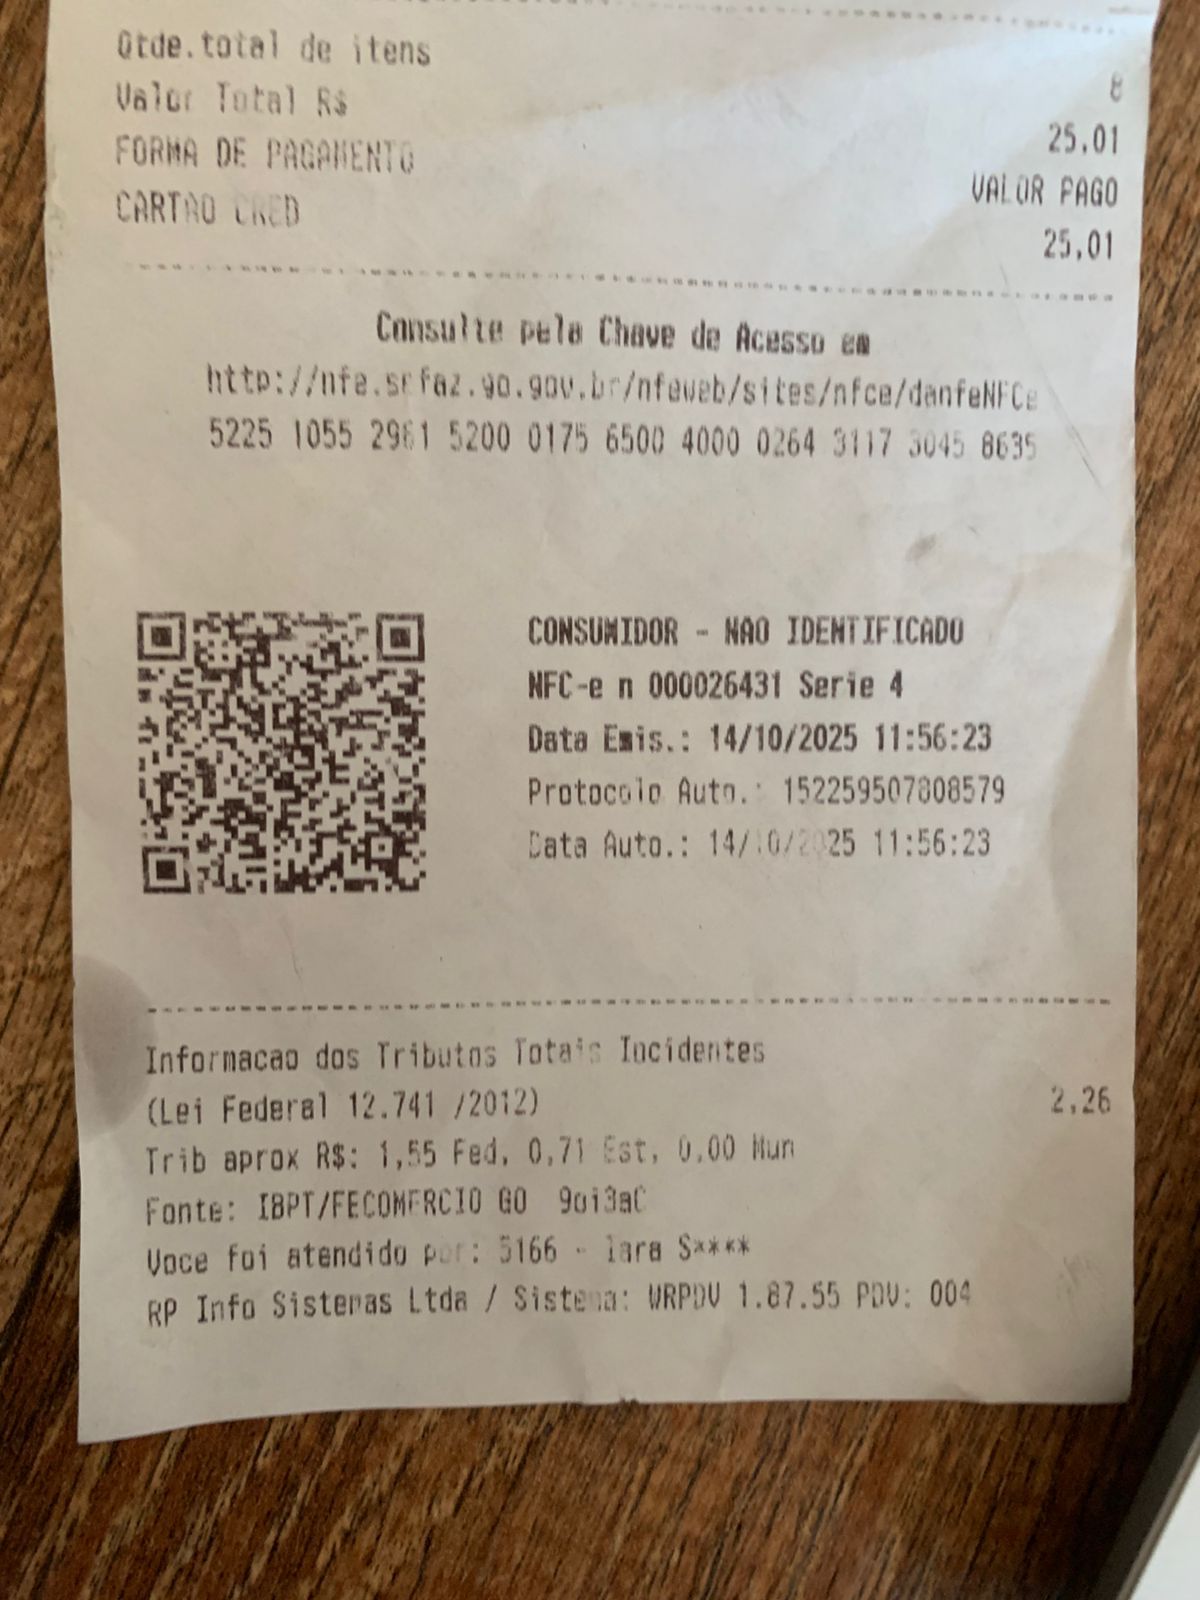 Qtde.total de itens 8
Valor Total R$ 25,01
FORMA DE PAGAMENTO VALOR PAGO
CARTAO CRED 25,01
Consulte pela Chave de Acesso em
http://nfe.sefaz.go.gov.br/nfeweb/sites/nfce/danfeNFCe
5225 1055 2961 5200 0175 6500 4000 0264 3117 3045 8635
CONSUMIDOR - NAO IDENTIFICADO
NFC-e n 000026431 Serie 4
Data Emis.: 14/10/2025 11:56:23
Protocolo Auto.: 152259507808579
Data Auto.: 14/10/2025 11:56:23
Informacao dos Tributos Totais Incidentes
(Lei Federal 12.741 /2012) 2,26
Trib aprox R$: 1,55 Fed, 0,71 Est, 0,00 Mun
Fonte: IBPT/FECOMERCIO GO 9oi3aC
Voce foi atendido por: 5166 - Iara S****
RP Info Sistemas Ltda / Sistema: WRPDV 1.87.55 PDV: 004